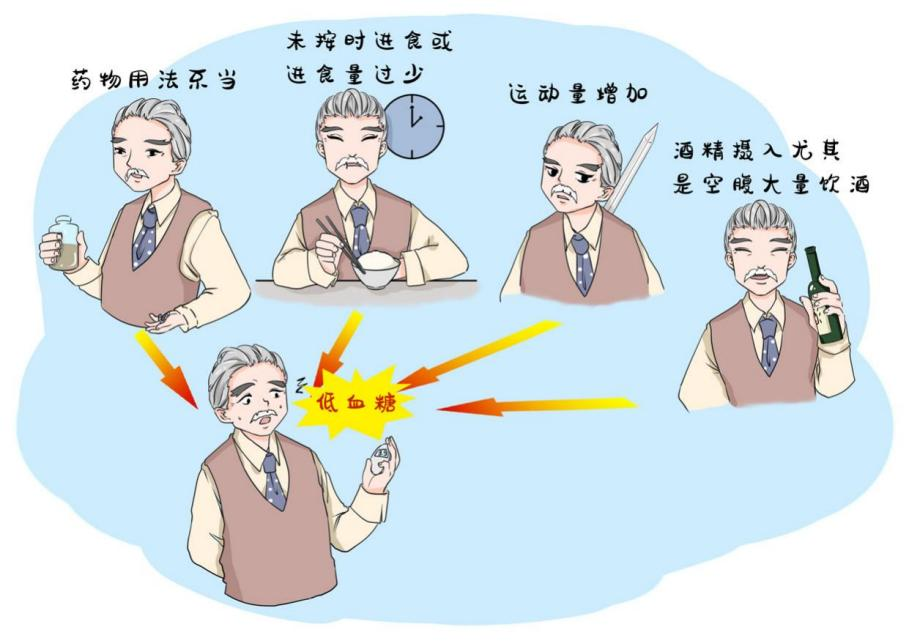 药物用法系当
未按时进食或
进食量过少
运动量增加
酒精摄入尤其
是空腹大量饮酒
低血糖